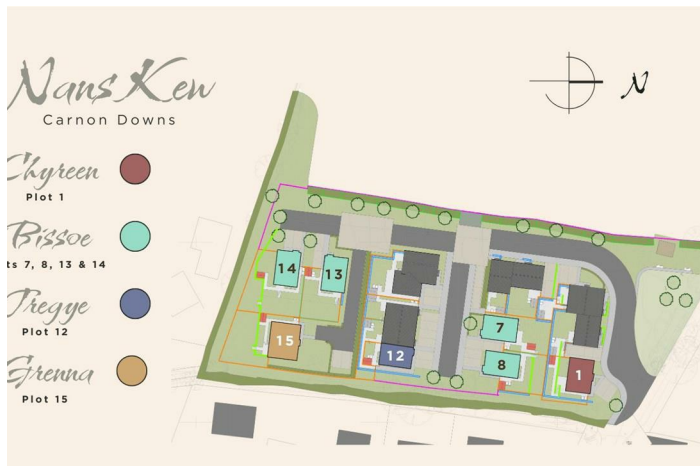 Nans Kew
Carnon Downs
N
Chyreen
Plot 1
Bissoe
ts 7, 8, 13 & 14
Tregye
Plot 12
Grenna
Plot 15
14
13
15
12
7
8
1